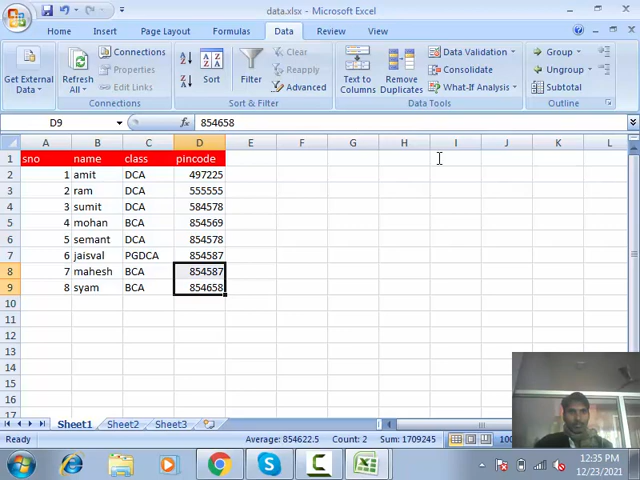 data.xlsx - Microsoft Excel
Home Insert Page Layout Formulas Data Review View
Get External Data
Refresh All
Connections
Properties
Edit Links
Connections
Sort
Filter
Clear
Reapply
Advanced
Sort & Filter
Text to Columns
Remove Duplicates
Data Validation
Consolidate
What-If Analysis
Data Tools
Group
Ungroup
Subtotal
Outline
D9 fx 854658
A B C D E F G H I J K L
1 sno name class pincode
2 1 amit DCA 497225
3 2 ram DCA 555555
4 3 sumit DCA 584578
5 4 mohan BCA 854569
6 5 semant DCA 854578
7 6 jaisval PGDCA 854587
8 7 mahesh BCA 854587
9 8 syam BCA 854658
10
11
12
13
14
15
16
17
Sheet1 Sheet2 Sheet3
Ready Average: 854622.5 Count: 2 Sum: 1709245
12:35 PM
12/23/2021